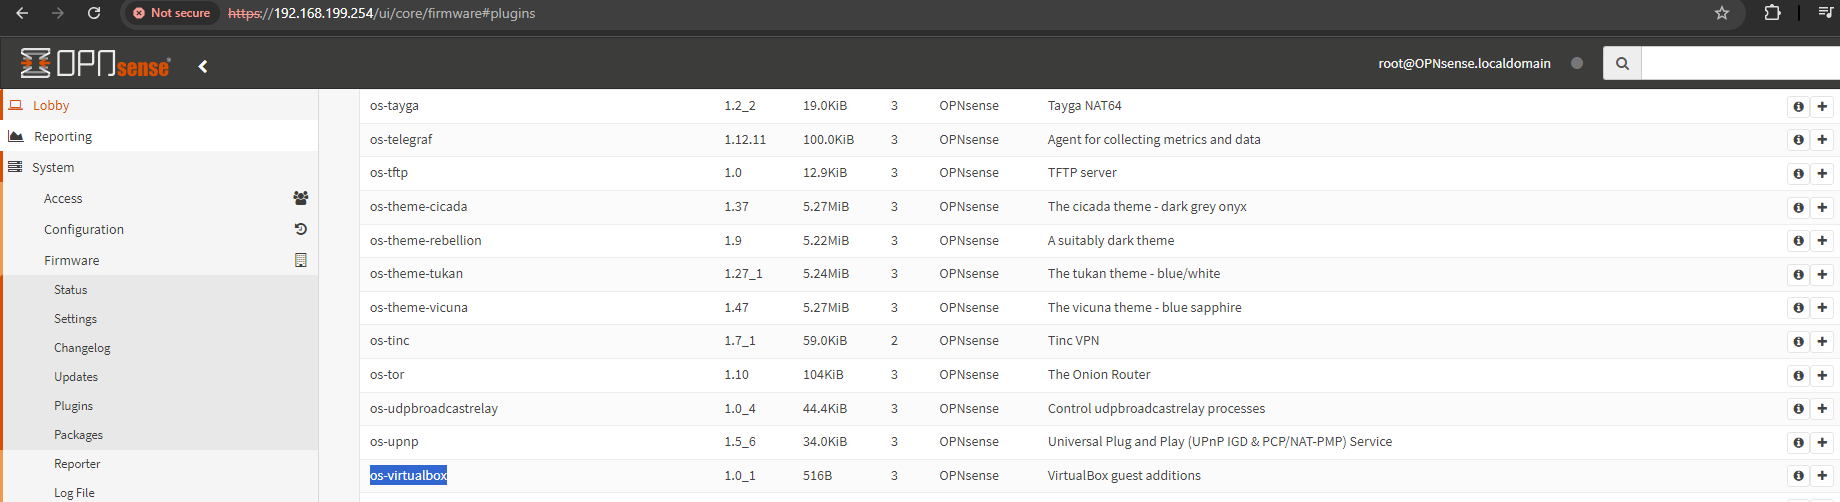 Not secure https://192.168.199.254/ui/core/firmware#plugins
OPNsense root@OPNsense.localdomain
Lobby
Reporting
System
Access
Configuration
Firmware
Status
Settings
Changelog
Updates
Plugins
Packages
Reporter
Log File
os-tayga 1.2_2 19.0KiB 3 OPNsense Tayga NAT64
os-telegraf 1.12.11 100.0KiB 3 OPNsense Agent for collecting metrics and data
os-tftp 1.0 12.9KiB 3 OPNsense TFTP server
os-theme-cicada 1.37 5.27MiB 3 OPNsense The cicada theme - dark grey onyx
os-theme-rebellion 1.9 5.22MiB 3 OPNsense A suitably dark theme
os-theme-tukan 1.27_1 5.24MiB 3 OPNsense The tukan theme - blue/white
os-theme-vicuna 1.47 5.27MiB 3 OPNsense The vicuna theme - blue sapphire
os-tinc 1.7_1 59.0KiB 2 OPNsense Tinc VPN
os-tor 1.10 104KiB 3 OPNsense The Onion Router
os-udpbroadcastrelay 1.0_4 44.4KiB 3 OPNsense Control udpbroadcastrelay processes
os-upnp 1.5_6 34.0KiB 3 OPNsense Universal Plug and Play (UPnP IGD & PCP/NAT-PMP) Service
os-virtualbox 1.0_1 516B 3 OPNsense VirtualBox guest additions